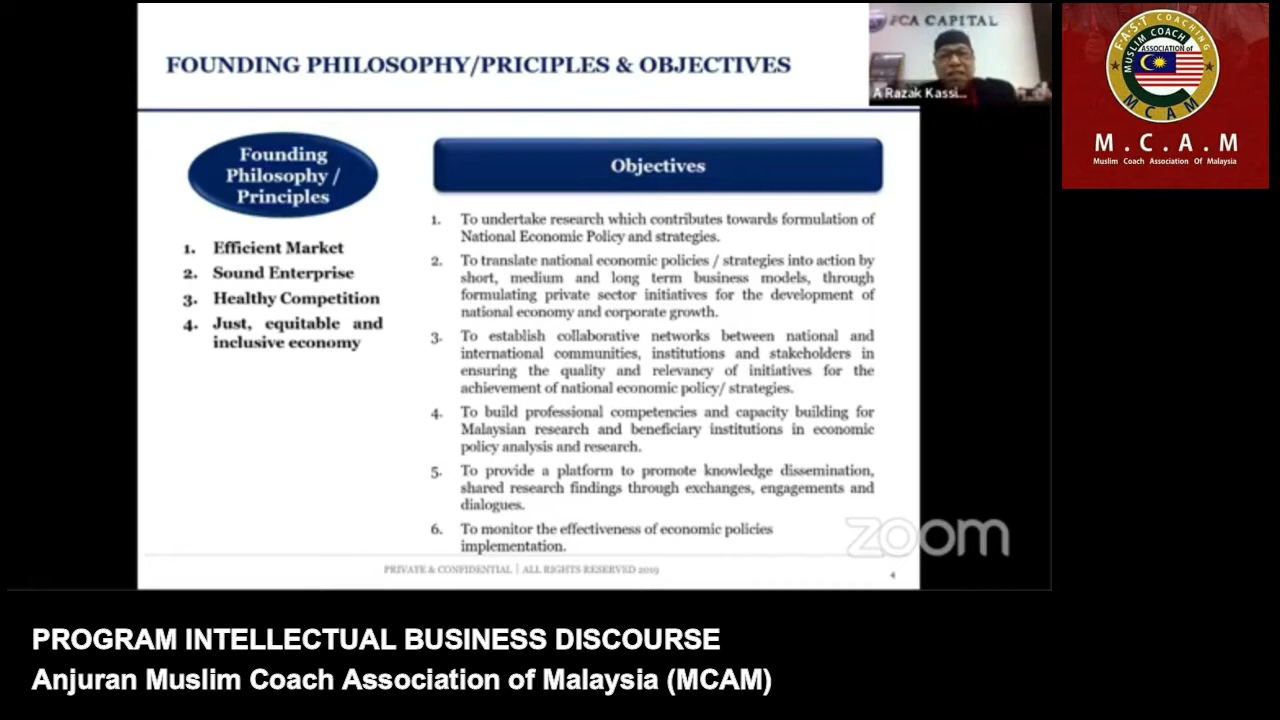 FOUNDING PHILOSOPHY/PRICIPLES & OBJECTIVES
Founding
Philosophy /
Principles
1. Efficient Market
2. Sound Enterprise
3. Healthy Competition
4. Just, equitable and
inclusive economy
Objectives
1. To undertake research which contributes towards formulation of
National Economic Policy and strategies.
2. To translate national economic policies / strategies into action by
short, medium and long term business models, through
formulating private sector initiatives for the development of
national economy and corporate growth.
3. To establish collaborative networks between national and
international communities, institutions and stakeholders in
ensuring the quality and relevancy of initiatives for the
achievement of national economic policy/ strategies.
4. To build professional competencies and capacity building for
Malaysian research and beneficiary institutions in economic
policy analysis and research.
5. To provide a platform to promote knowledge dissemination,
shared research findings through exchanges, engagements and
dialogues.
6. To monitor the effectiveness of economic policies
implementation.
PRIVATE & CONFIDENTIAL | ALL RIGHTS RESERVED 2019
4
CAPITAL
A Razak Kassi...
zoom
F.A.S.T COACHING
MUSLIM COACH
ASSOCIATION of
MCAM
M.C.A.M
Muslim Coach Association Of Malaysia
PROGRAM INTELLECTUAL BUSINESS DISCOURSE
Anjuran Muslim Coach Association of Malaysia (MCAM)